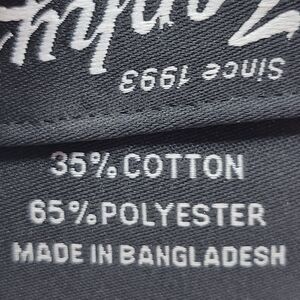 Since 1993
35% COTTON
65% POLYESTER
MADE IN BANGLADESH